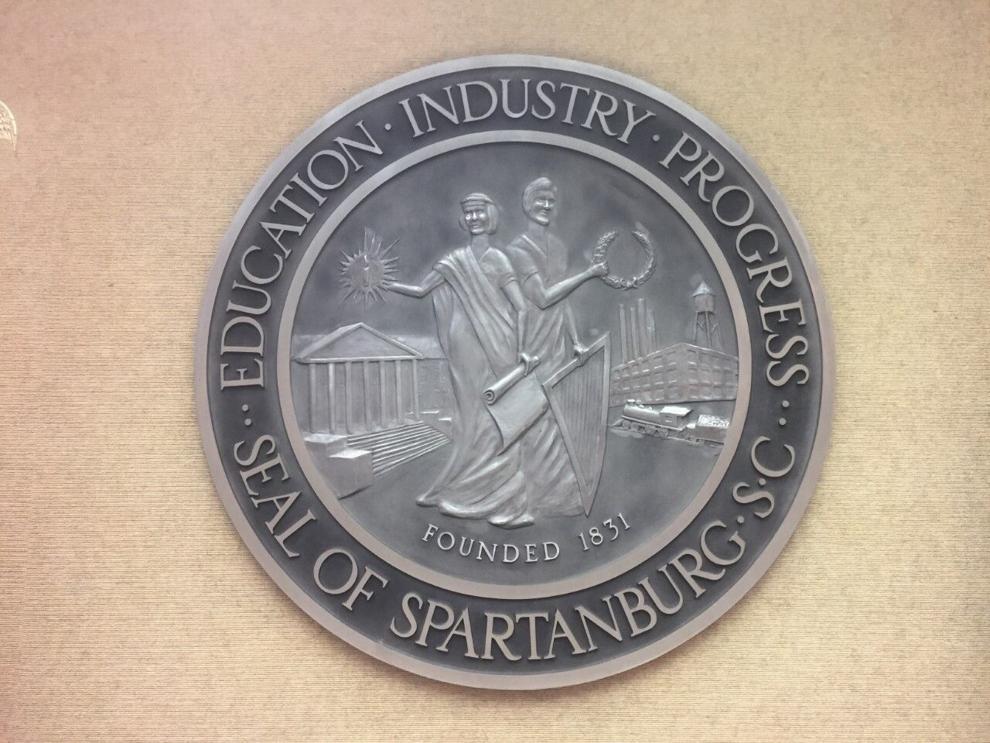 EDUCATION · INDUSTRY · PROGRESS
SEAL OF SPARTANBURG · S·C
FOUNDED 1831